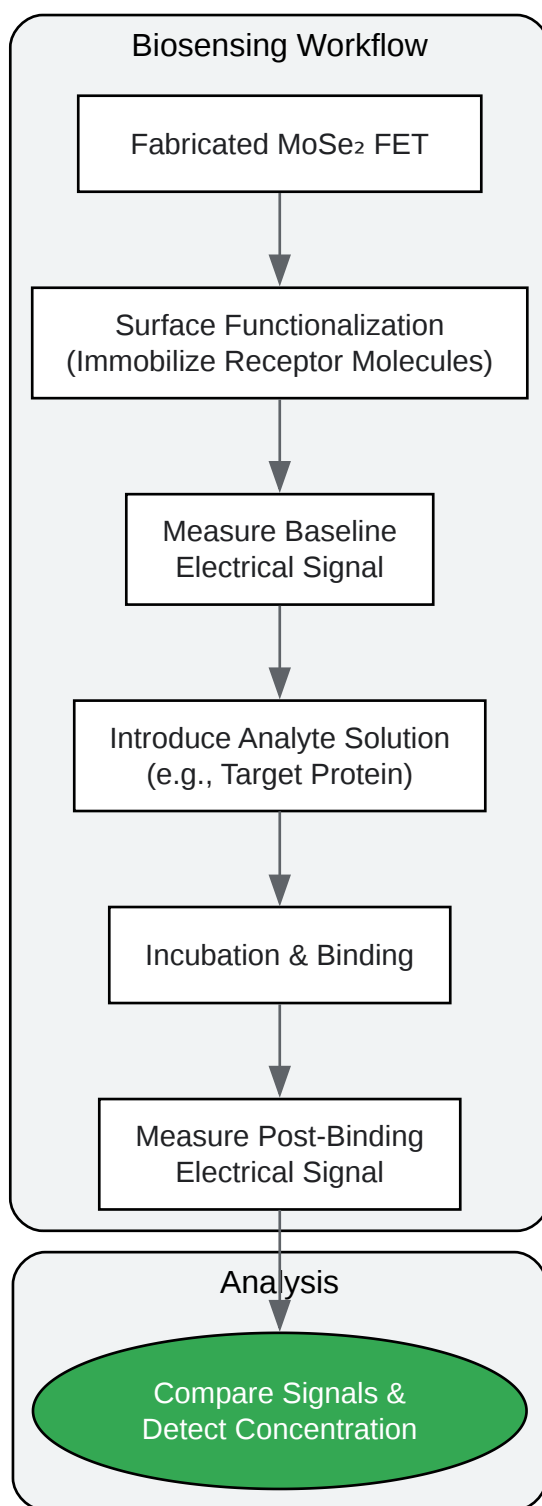 Biosensing Workflow
Fabricated MoSe₂ FET
Surface Functionalization
(Immobilize Receptor Molecules)
Measure Baseline
Electrical Signal
Introduce Analyte Solution
(e.g., Target Protein)
Incubation & Binding
Measure Post-Binding
Electrical Signal
Analysis
Compare Signals &
Detect Concentration